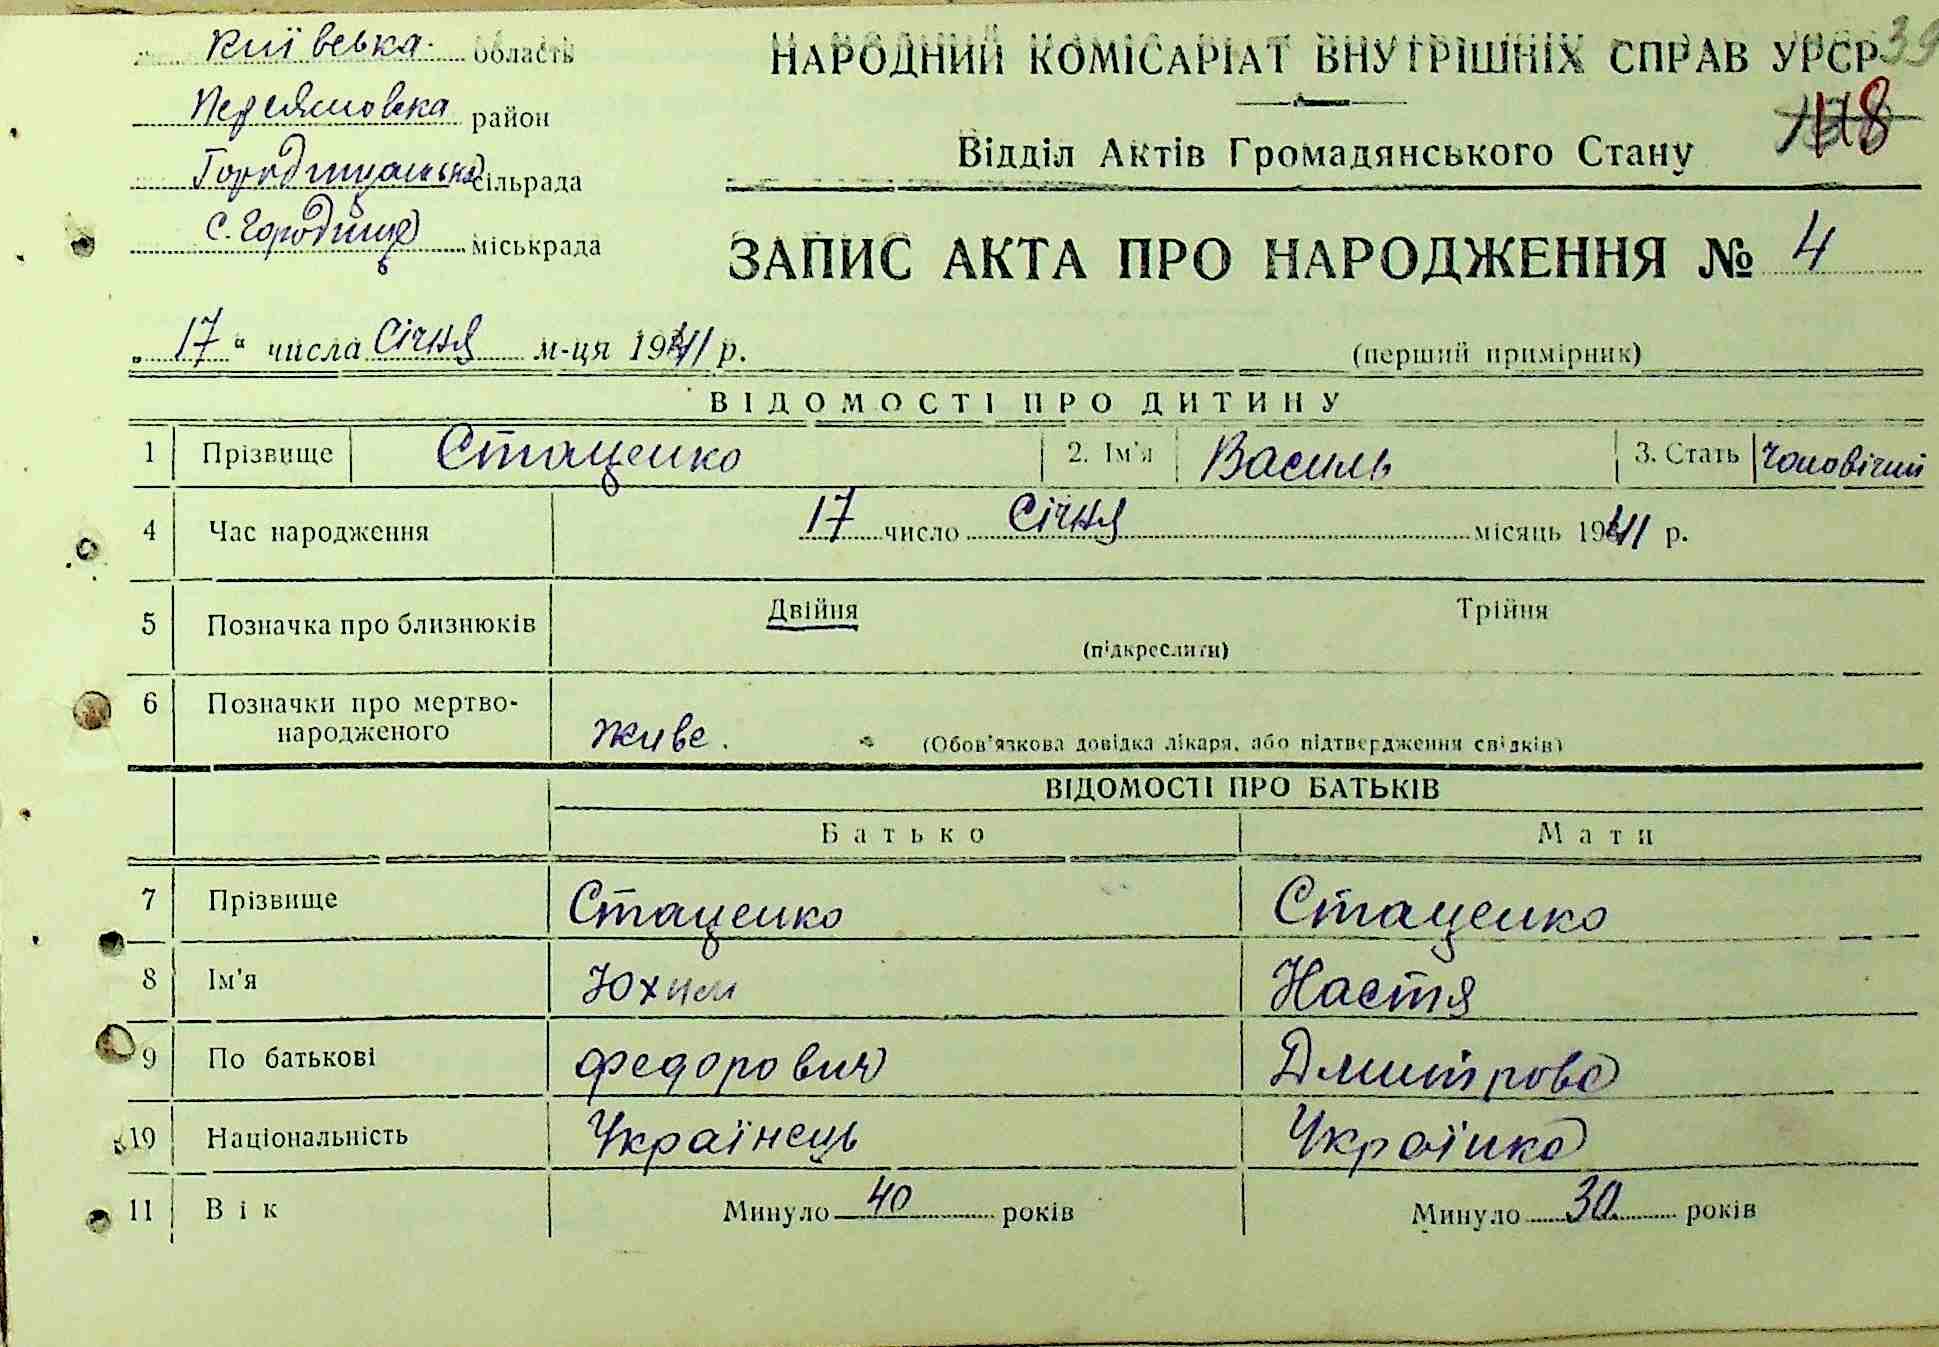 Київська область
Переяславська район
Городищанська сільрада
с. Городище міськрада
НАРОДНИЙ КОМІСАРІАТ ВНУТРІШНІХ СПРАВ УРСР 39
118
Відділ Актів Громадянського Стану
ЗАПИС АКТА ПРО НАРОДЖЕННЯ № 4
„ 17 “ числа Січня м-ця 1941 р.
(перший примірник)
ВІДОМОСТІ ПРО ДИТИНУ
1 Прізвище Стаценко 2. Ім'я Василь 3. Стать Чоловічий
4 Час народження 17 число Січня місяць 1941 р.
5 Позначка про близнюків Двійня Трійня
(підкреслити)
6 Позначки про мертво-
народженого Живе. (Обов'язкова довідка лікаря, або підтвердження свідків)
ВІДОМОСТІ ПРО БАТЬКІВ
Батько Мати
7 Прізвище Стаценко Стаценко
8 Ім'я Юхим Настя
9 По батькові Федорович Дмитрова
10 Національність Українець Українка
11 Вік Минуло 40 років Минуло 30 років